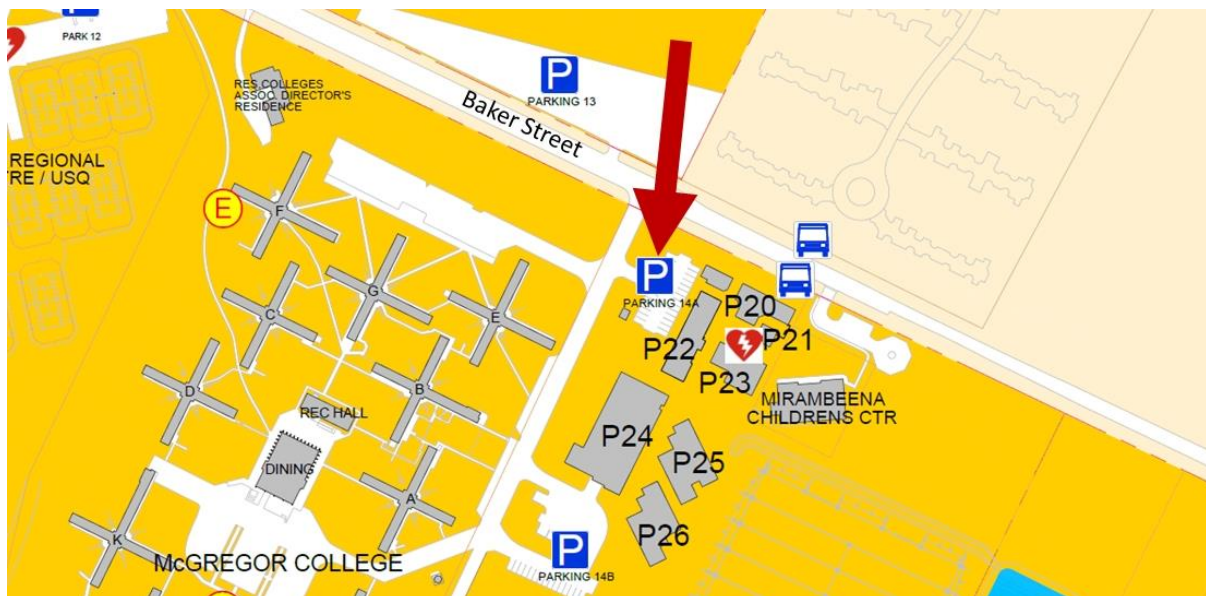 PARK 12
P
PARKING 13
RES COLLEGES
ASSOC DIRECTOR'S
RESIDENCE
Baker Street
REGIONAL
TRE / USQ
E
F
G
C
E
D
B
REC HALL
DINING
A
K
McGREGOR COLLEGE
P
PARKING 14A
P20
P21
P22
P23
MIRAMBEENA
CHILDRENS CTR
P24
P25
P26
P
PARKING 14B